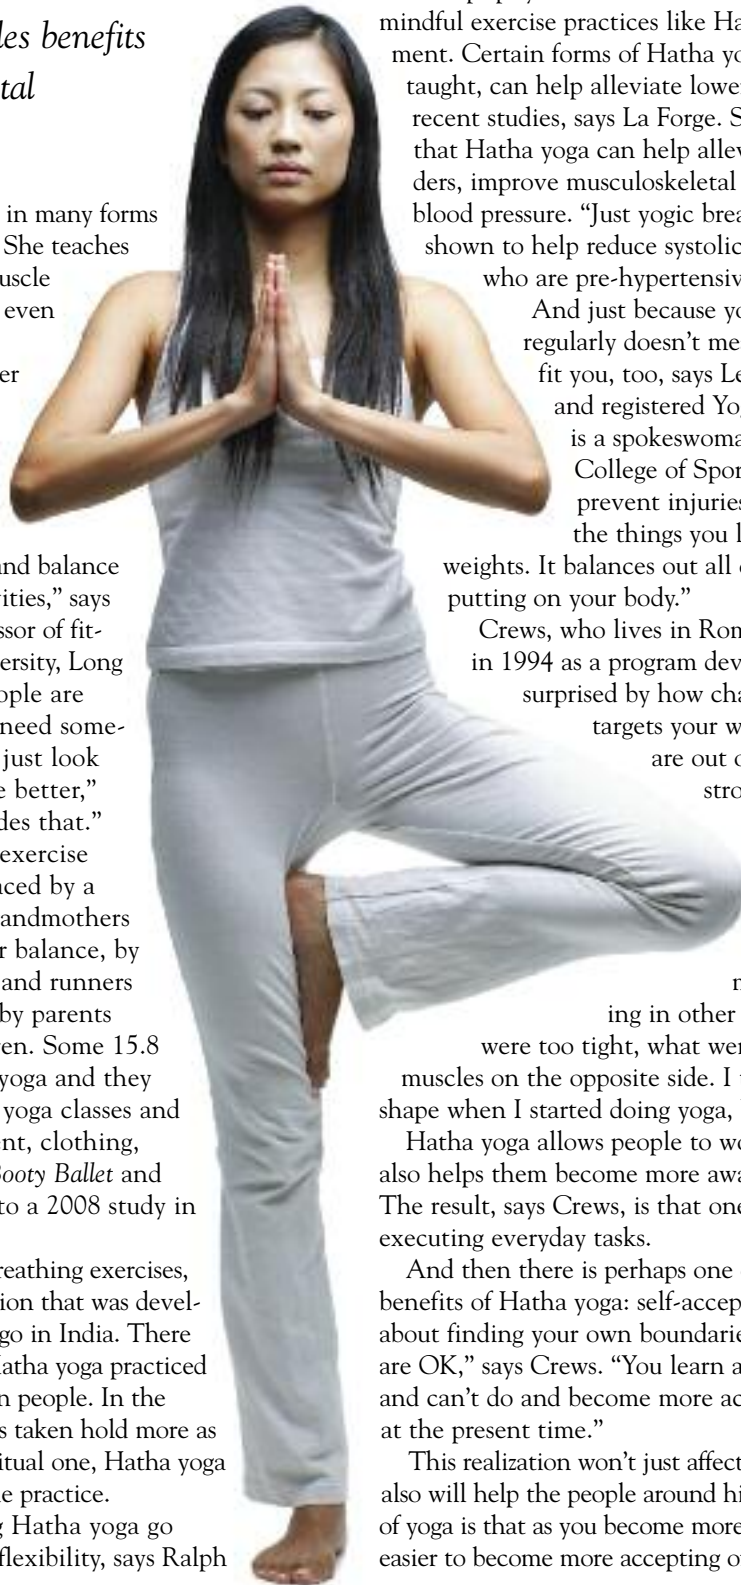 les benefits
tal
in many forms
She teaches
uscle
even
er
and balance
vities," says
ssor of fit-
versity, Long
ople are
need some-
just look
e better,"
des that."
exercise
aced by a
andmothers
r balance, by
and runners
by parents
en. Some 15.8
yoga and they
yoga classes and
ent, clothing,
Booty Ballet and
to a 2008 study in
reathing exercises,
ion that was devel-
go in India. There
Hatha yoga practiced
n people. In the
s taken hold more as
itual one, Hatha yoga
e practice.
g Hatha yoga go
flexibility, says Ralph
mindful exercise practices like Ha
ment. Certain forms of Hatha yo
taught, can help alleviate lowe
recent studies, says La Forge. S
that Hatha yoga can help allev
ders, improve musculoskeletal
blood pressure. “Just yogic brea
shown to help reduce systolic
who are pre-hypertensiv
And just because yo
regularly doesn’t me
fit you, too, says Le
and registered Yog
is a spokeswoma
College of Spor
prevent injuries
the things you l
weights. It balances out all
putting on your body.”
Crews, who lives in Rom
in 1994 as a program dev
surprised by how cha
targets your w
are out o
stro
ing in other
were too tight, what wer
muscles on the opposite side. I
shape when I started doing yoga,
Hatha yoga allows people to wo
also helps them become more awa
The result, says Crews, is that one
executing everyday tasks.
And then there is perhaps one
benefits of Hatha yoga: self-accep
about finding your own boundarie
are OK,” says Crews. “You learn a
and can’t do and become more ac
at the present time.”
This realization won’t just affect
also will help the people around hi
of yoga is that as you become more
easier to become more accepting o